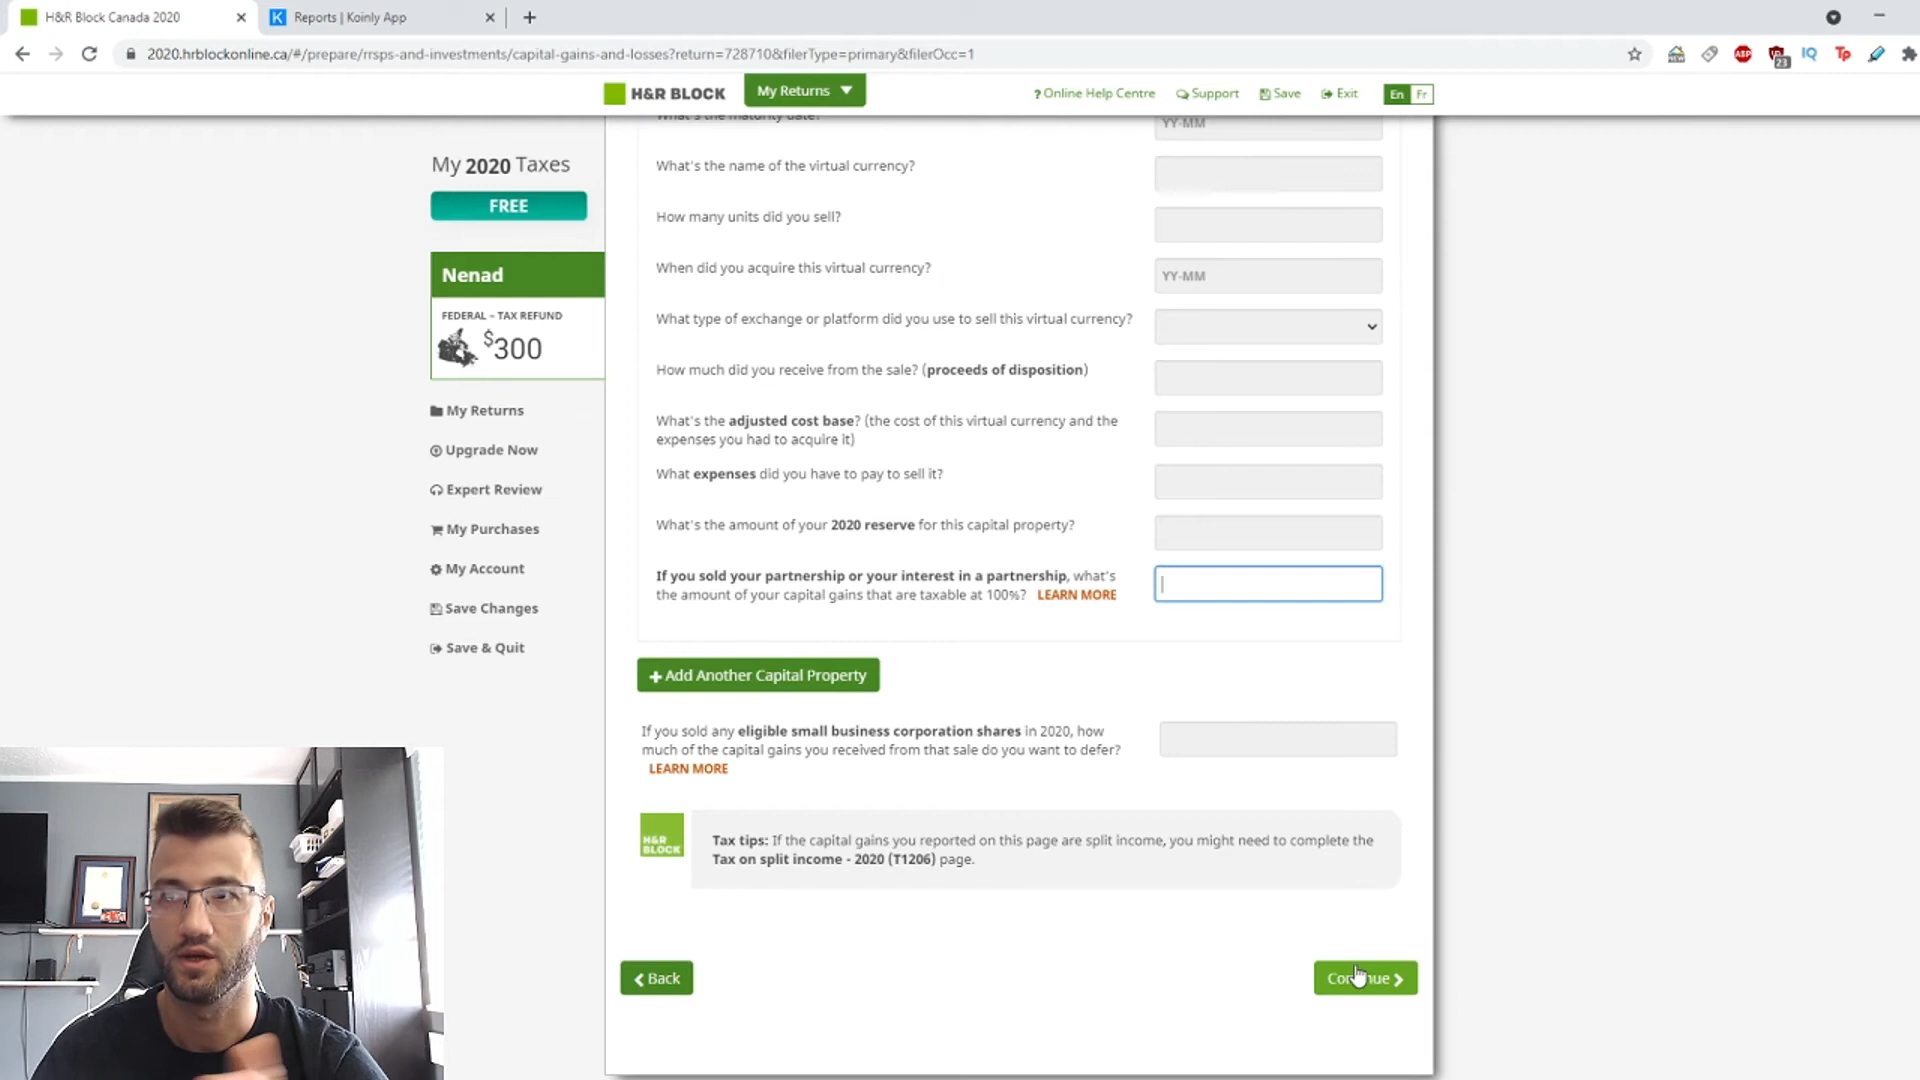 H&R Block Canada 2020
Reports | Koinly App
2020.hrblockonline.ca/#/prepare/rrsps-and-investments/capital-gains-and-losses?return=728710&filerType=primary&filerOcc=1
ABP
23
IQ
Tp
H&R BLOCK
My Returns
? Online Help Centre
Support
Save
Exit
En
Fr
My 2020 Taxes
FREE
Nenad
FEDERAL – TAX REFUND
$300
My Returns
Upgrade Now
Expert Review
My Purchases
My Account
Save Changes
Save & Quit
What's the maturity date?
YY-MM
What's the name of the virtual currency?
How many units did you sell?
When did you acquire this virtual currency?
YY-MM
What type of exchange or platform did you use to sell this virtual currency?
How much did you receive from the sale? (proceeds of disposition)
What's the adjusted cost base? (the cost of this virtual currency and the
expenses you had to acquire it)
What expenses did you have to pay to sell it?
What's the amount of your 2020 reserve for this capital property?
If you sold your partnership or your interest in a partnership, what's
the amount of your capital gains that are taxable at 100%? LEARN MORE
+ Add Another Capital Property
If you sold any eligible small business corporation shares in 2020, how
much of the capital gains you received from that sale do you want to defer?
LEARN MORE
H&R
BLOCK
Tax tips: If the capital gains you reported on this page are split income, you might need to complete the
Tax on split income - 2020 (T1206) page.
Back
Continue